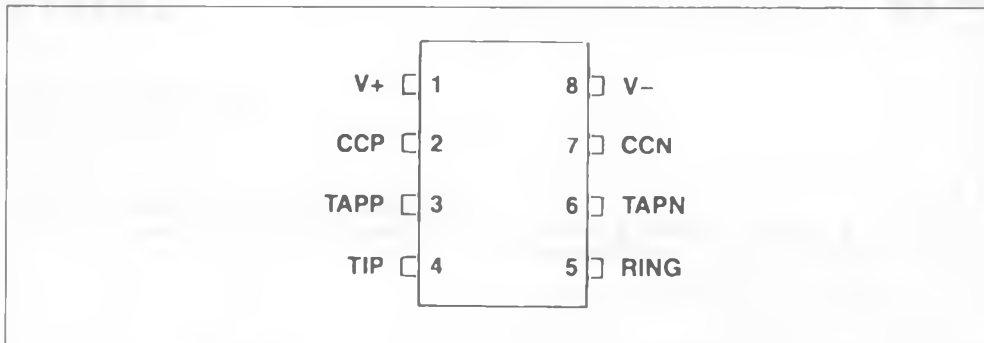 V+ 1 8 V–
CCP 2 7 CCN
TAPP 3 6 TAPN
TIP 4 5 RING